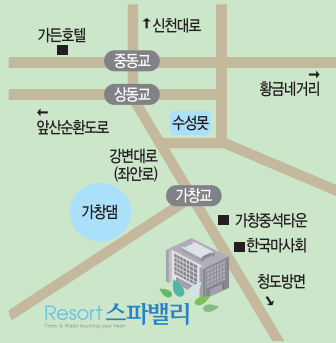 ↑신천대로
가든호텔
중동교
→
황금네거리
상동교
←
앞산순환도로
수성못
강변대로
(좌안로)
가창교
가창댐
가창중석타운
한국마사회
청도방면
Resort 스파밸리
Trees & Water touching your heart